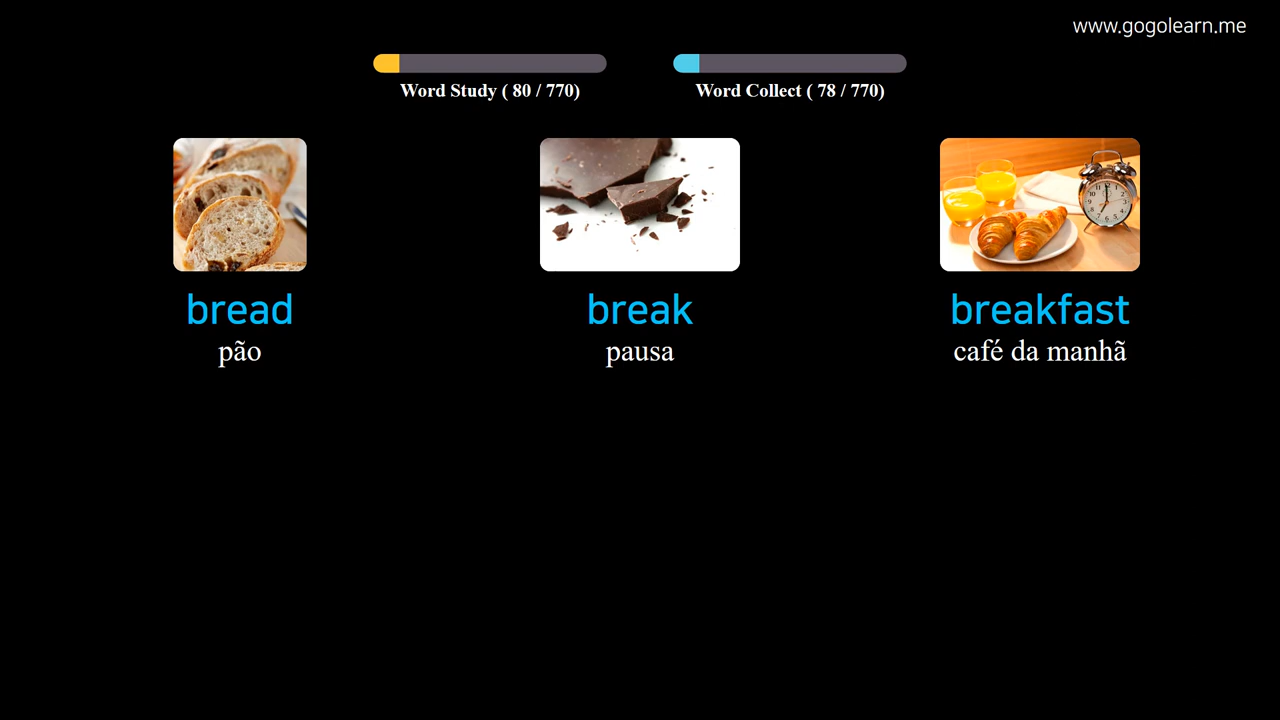 www.gogolearn.me
Word Study ( 80 / 770)
Word Collect ( 78 / 770)
bread
break
breakfast
pão
pausa
café da manhã